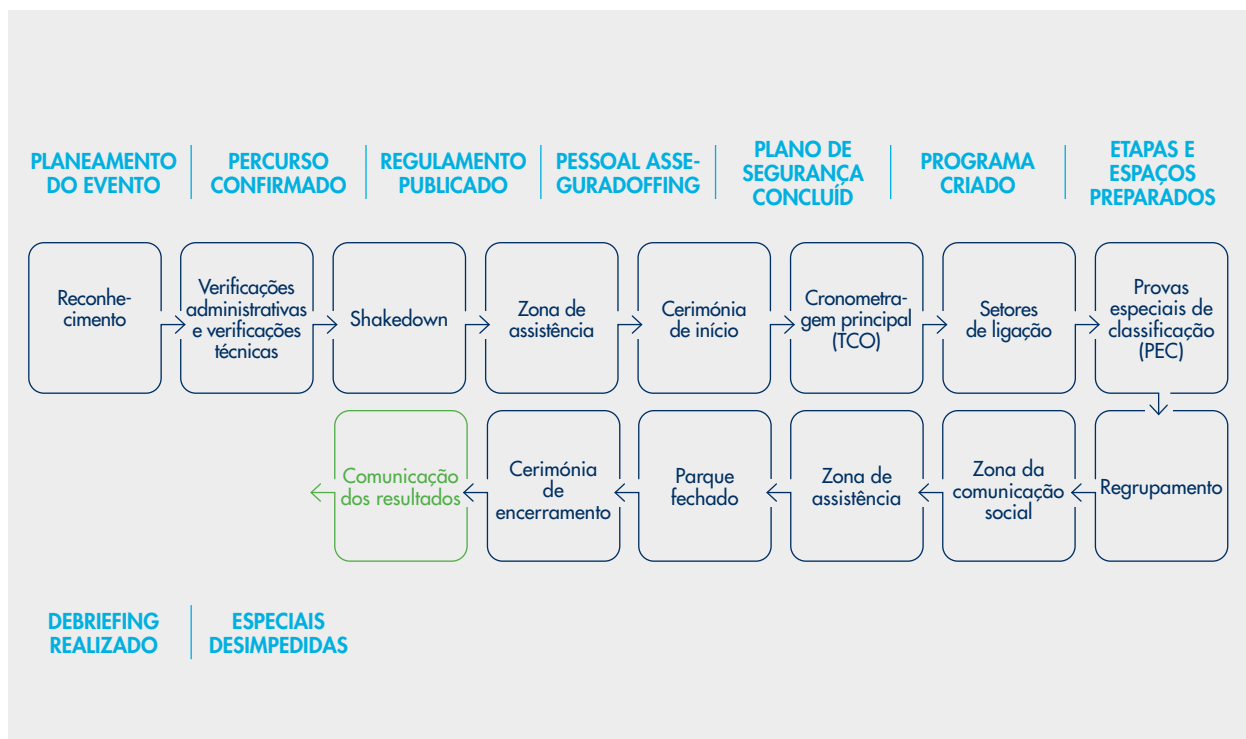 PLANEAMENTO
DO EVENTO
PERCURSO
CONFIRMADO
REGULAMENTO
PUBLICADO
PESSOAL ASSE-
GURADOFFING
PLANO DE
SEGURANÇA
CONCLUÍD
PROGRAMA
CRIADO
ETAPAS E
ESPAÇOS
PREPARADOS
Reconhe-
cimento
Verificações
administrativas
e verificações
técnicas
Shakedown
Zona de
assistência
Cerimónia
de início
Cronometra-
gem principal
(TCO)
Setores
de ligação
Provas
especiais de
classificação
(PEC)
Regrupamento
Zona da
comunicação
social
Zona de
assistência
Parque
fechado
Cerimónia
de
encerramento
Comunicação
dos resultados
DEBRIEFING
REALIZADO
ESPECIAIS
DESIMPEDIDAS